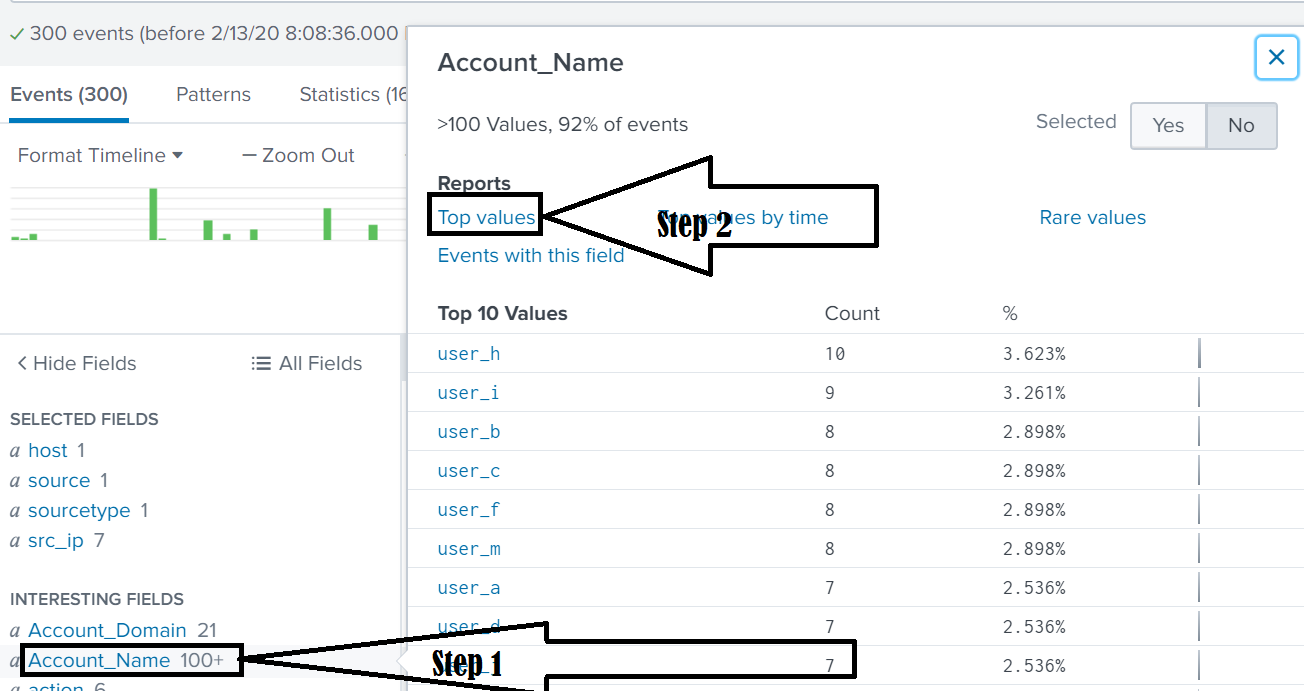 300 events (before 2/13/20 8:08:36.000
Account_Name
Events (300) Patterns Statistics (16
>100 Values, 92% of events Selected Yes No
Format Timeline Zoom Out
Reports
Top values Step 2 values by time Rare values
Events with this field
Top 10 Values Count %
user_h 10 3.623%
Hide Fields All Fields
user_i 9 3.261%
SELECTED FIELDS
user_b 8 2.898%
a host 1
user_c 8 2.898%
a source 1
a sourcetype 1
user_f 8 2.898%
a src_ip 7
user_m 8 2.898%
user_a 7 2.536%
INTERESTING FIELDS
a Account_Domain 21
user_d 7 2.536%
a Account_Name 100+ Step 1 7 2.536%
a action 6